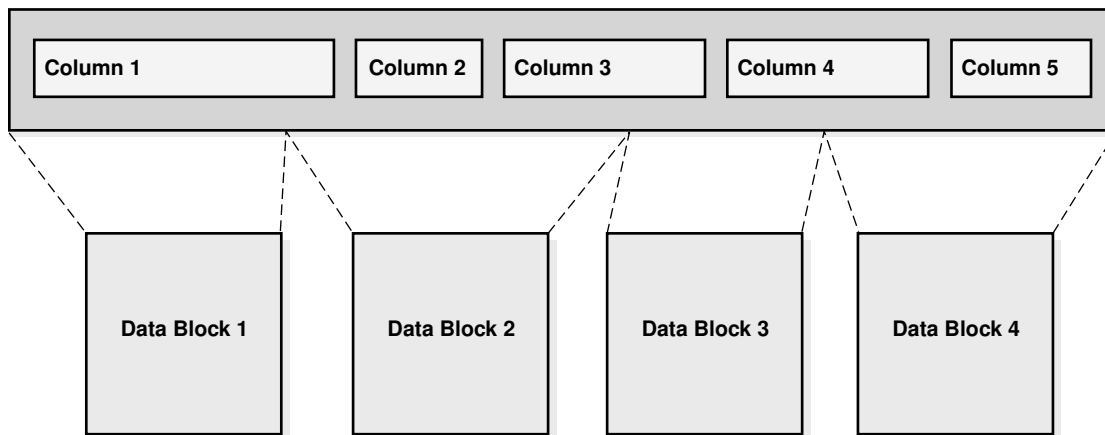 Column 1
Column 2
Column 3
Column 4
Column 5
Data Block 1
Data Block 2
Data Block 3
Data Block 4